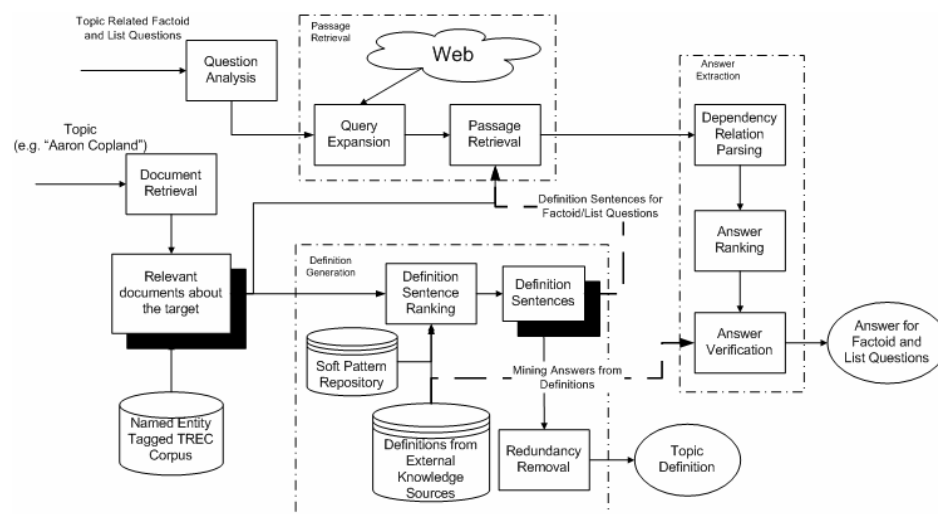 Topic Related Factoid
and List Questions
Question
Analysis
Passage
Retrieval
Web
Query
Expansion
Passage
Retrieval
Answer
Extraction
Dependency
Relation
Parsing
Topic
(e.g. "Aaron Copland")
Document
Retrieval
Definition Sentences for
Factoid/List Questions
Answer
Ranking
Relevant
documents about
the target
Definition
Generation
Definition
Sentence
Ranking
Definition
Sentences
Answer
Verification
Answer for
Factoid and
List Questions
Soft Pattern
Repository
Mining Answers from
Definitions
Named Entity
Tagged TREC
Corpus
Definitions from
External
Knowledge
Sources
Redundancy
Removal
Topic
Definition